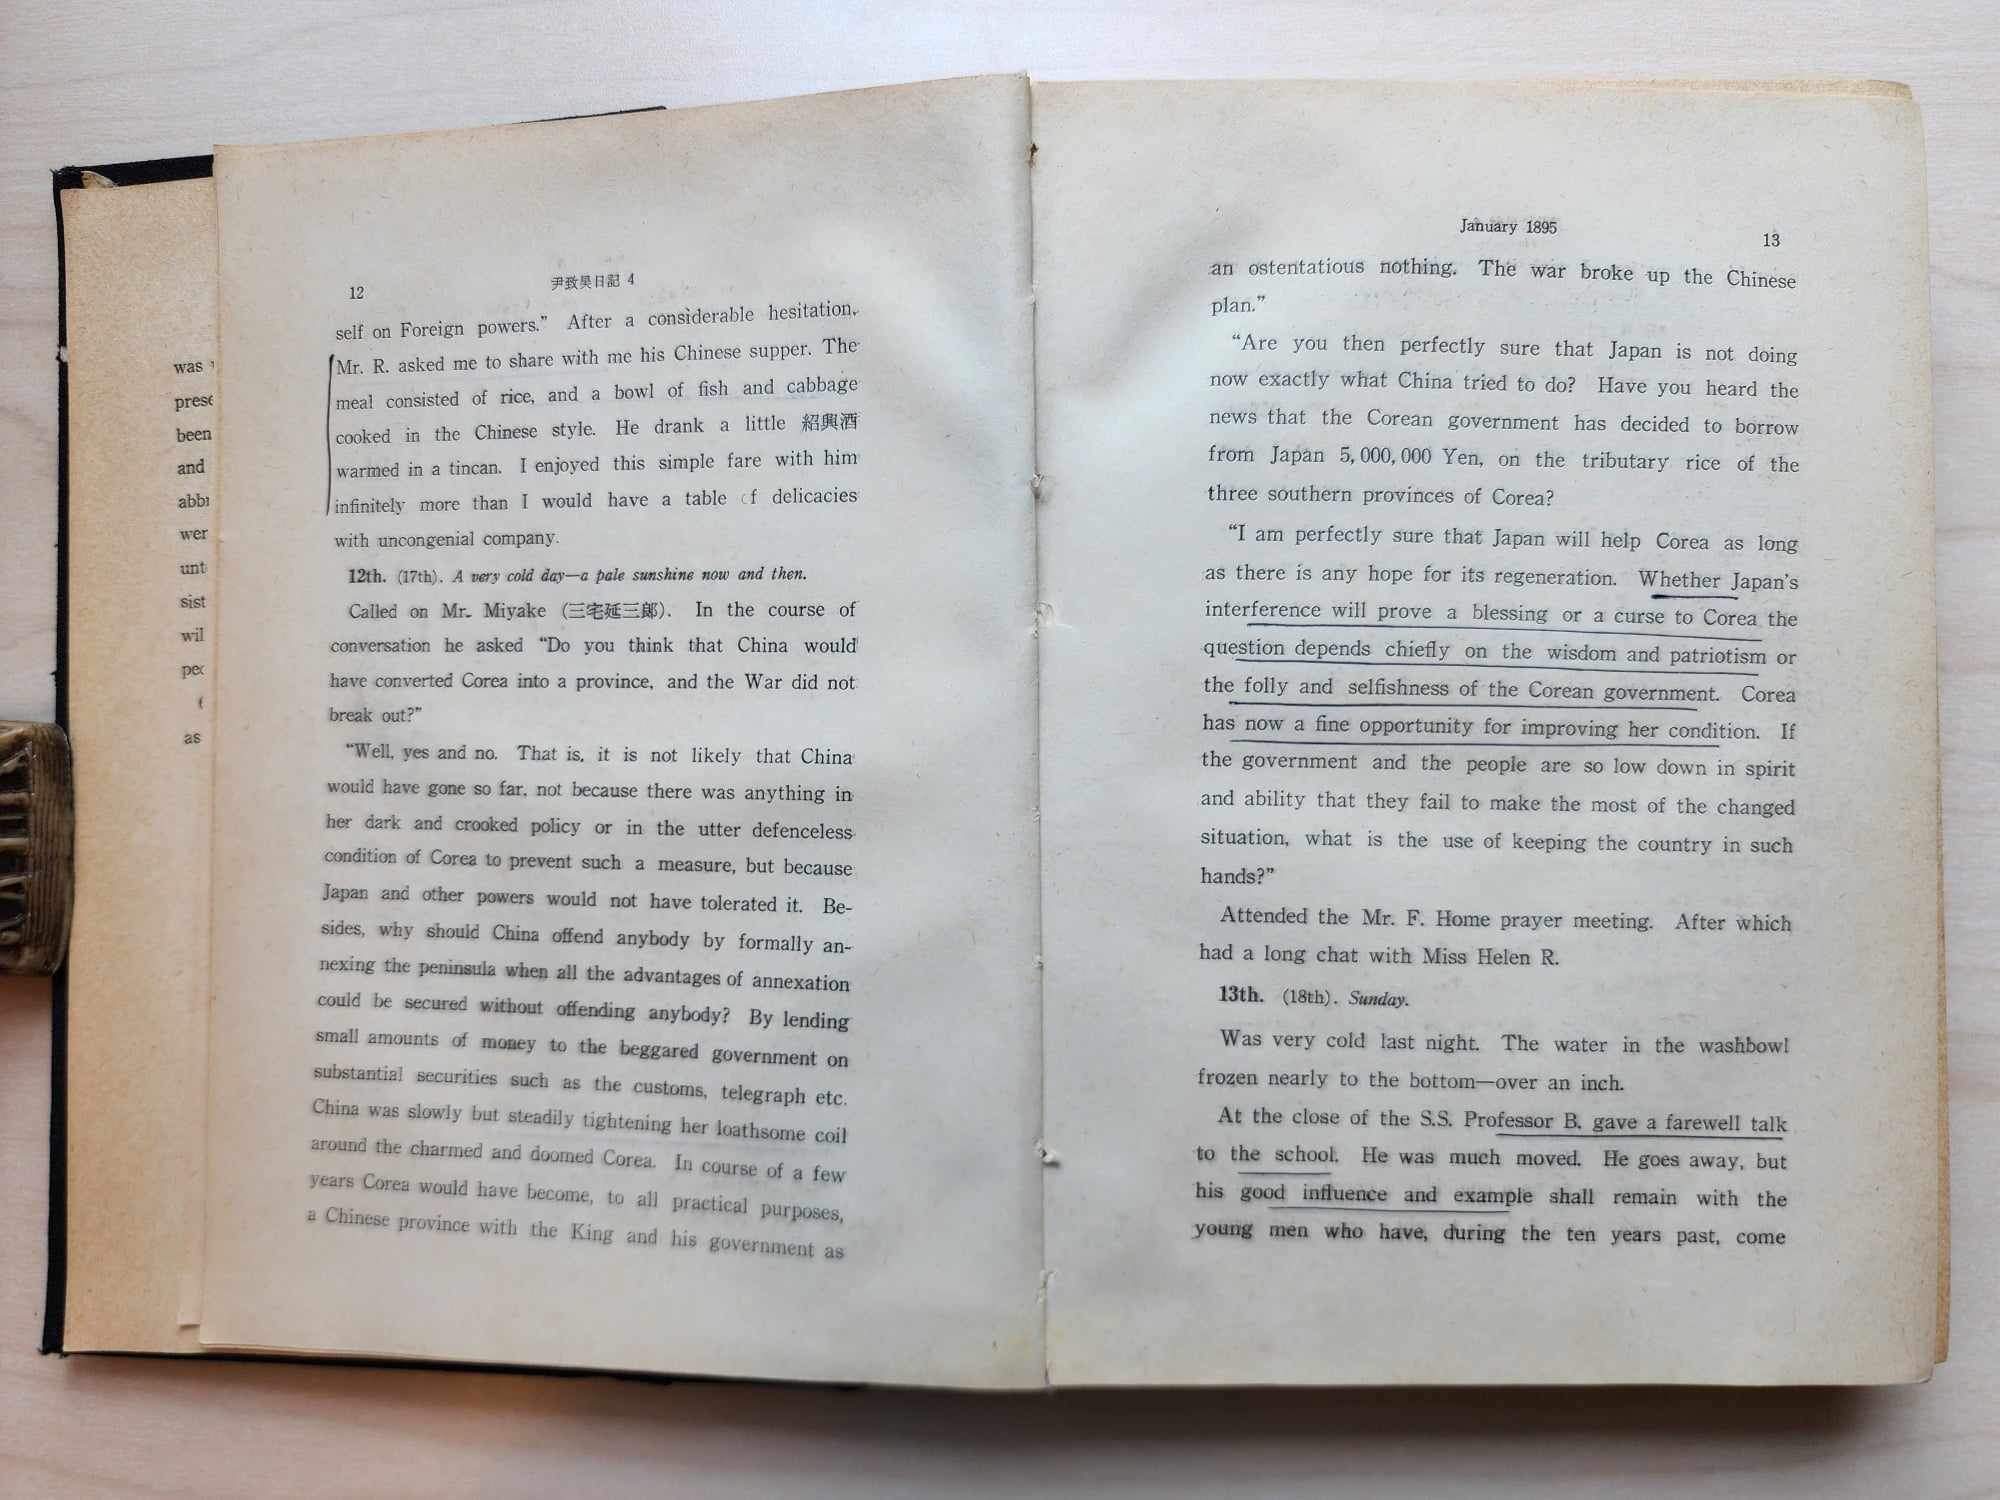 was
been
and
wer
unt
sist
wil
as
12
尹致昊日記 4
self on Foreign powers.” After a considerable hesitation,
Mr. R. asked me to share with me his Chinese supper. The
meal consisted of rice, and a bowl of fish and cabbage
cooked in the Chinese style. He drank a little 紹興酒
warmed in a tincan. I enjoyed this simple fare with him
infinitely more than I would have a table of delicacies
with uncongenial company.
12th. (17th). A very cold day—a pale sunshine now and then.
Called on Mr. Miyake (三宅延三郎). In the course of
conversation he asked “Do you think that China would
have converted Corea into a province, and the War did not
break out?”
“Well, yes and no. That is, it is not likely that China
would have gone so far, not because there was anything in
her dark and crooked policy or in the utter defenceless
condition of Corea to prevent such a measure, but because
Japan and other powers would not have tolerated it. Be-
sides, why should China offend anybody by formally an-
nexing the peninsula when all the advantages of annexation
could be secured without offending anybody? By lending
small amounts of money to the beggared government on
substantial securities such as the customs, telegraph etc.
China was slowly but steadily tightening her loathsome coil
around the charmed and doomed Corea. In course of a few
years Corea would have become, to all practical purposes,
a Chinese province with the King and his government as
January 1895
13
an ostentatious nothing. The war broke up the Chinese
plan.”
“Are you then perfectly sure that Japan is not doing
now exactly what China tried to do? Have you heard the
news that the Corean government has decided to borrow
from Japan 5,000,000 Yen, on the tributary rice of the
three southern provinces of Corea?
“I am perfectly sure that Japan will help Corea as long
as there is any hope for its regeneration. Whether Japan’s
interference will prove a blessing or a curse to Corea the
question depends chiefly on the wisdom and patriotism or
the folly and selfishness of the Corean government. Corea
has now a fine opportunity for improving her condition. If
the government and the people are so low down in spirit
and ability that they fail to make the most of the changed
situation, what is the use of keeping the country in such
hands?”
Attended the Mr. F. Home prayer meeting. After which
had a long chat with Miss Helen R.
13th. (18th). Sunday.
Was very cold last night. The water in the washbowl
frozen nearly to the bottom—over an inch.
At the close of the S.S. Professor B. gave a farewell talk
to the school. He was much moved. He goes away, but
his good influence and example shall remain with the
young men who have, during the ten years past, come